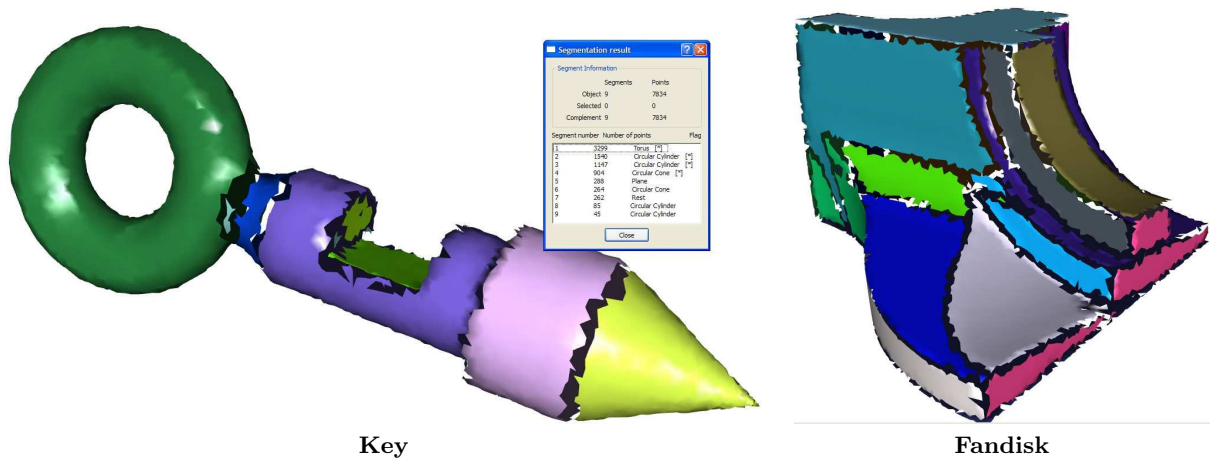 Segmentation result
Segment Information
Segments Points
Object 9 7834
Selected 0 0
Complement 9 7834
Segment number Number of points Flag
1 3299 Torus [*]
2 1540 Circular Cylinder [*]
3 1147 Circular Cylinder [*]
4 904 Circular Cone [*]
5 288 Plane
6 264 Circular Cone
7 262 Rest
8 85 Circular Cylinder
9 45 Circular Cylinder
Close
Key Fandisk